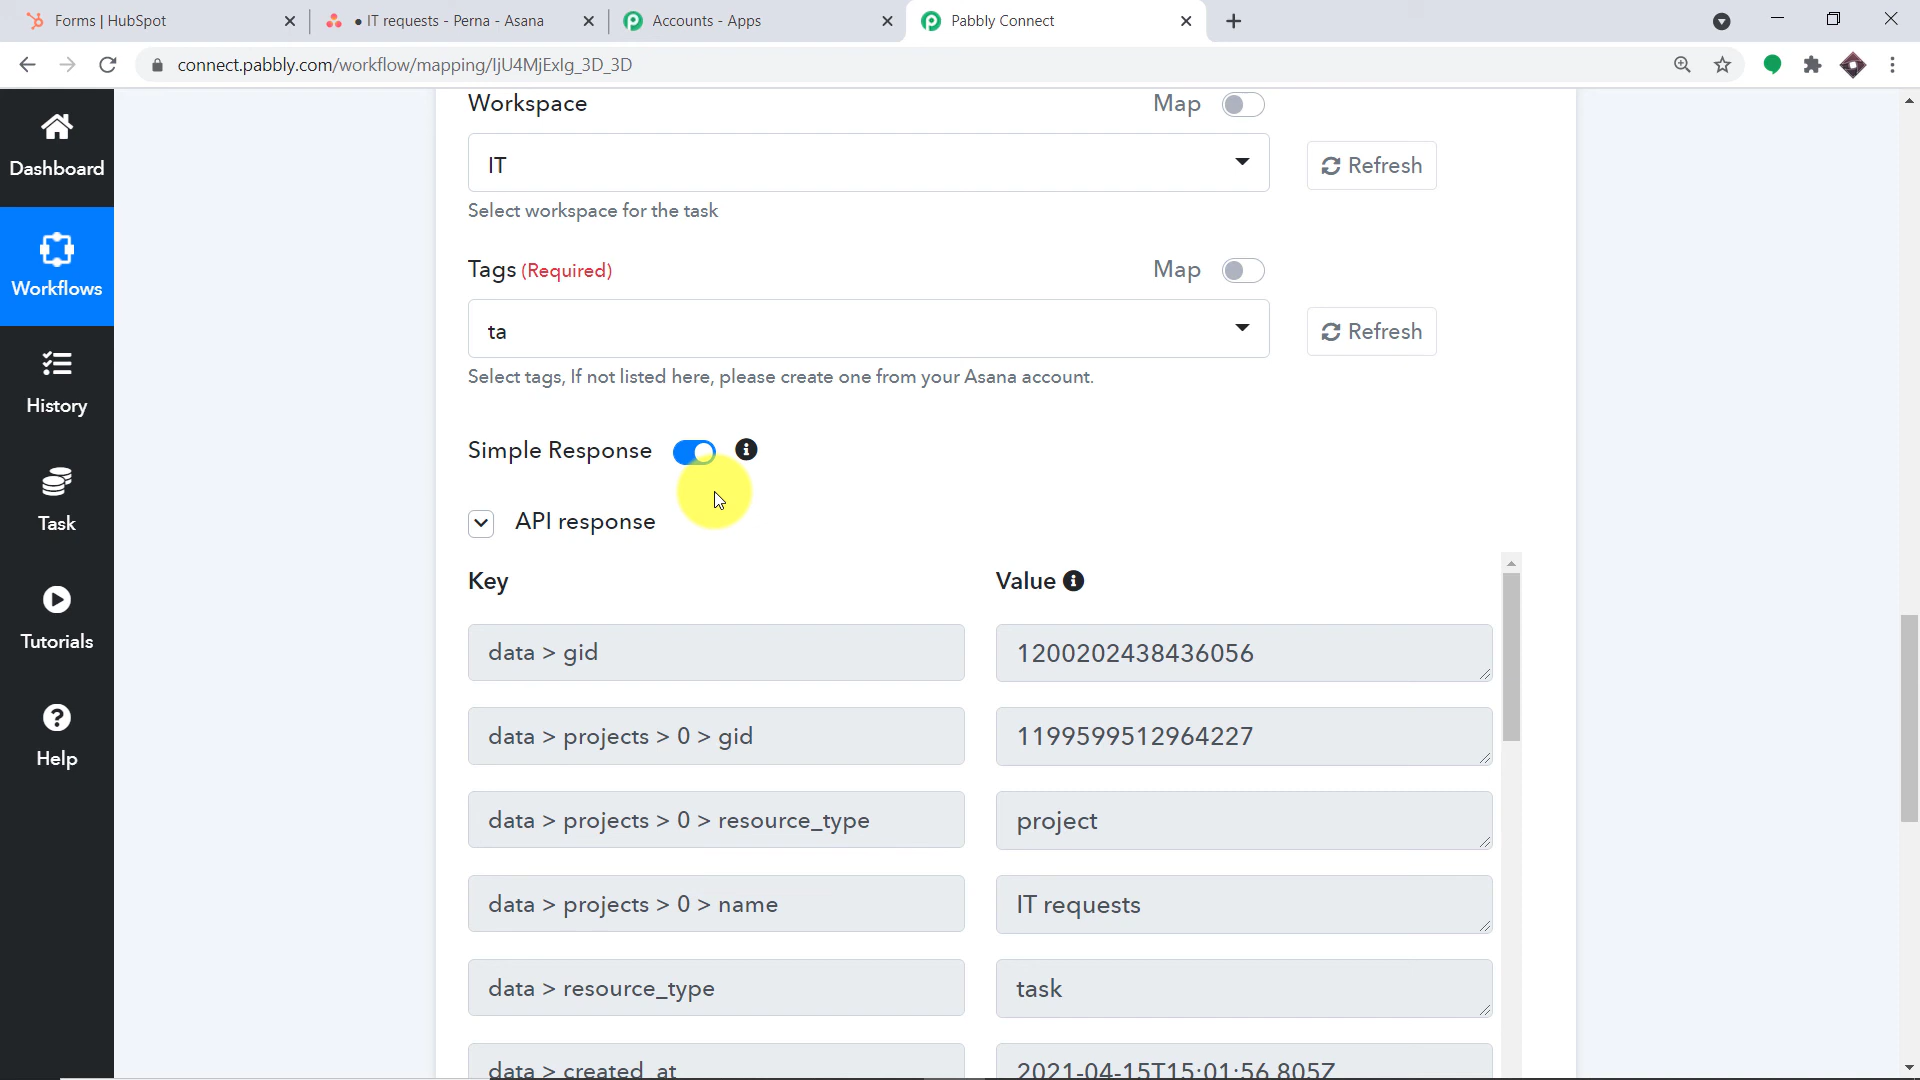 Forms | HubSpot
• IT requests - Perna - Asana
Accounts - Apps
Pabbly Connect
connect.pabbly.com/workflow/mapping/IjU4MjExIg_3D_3D
Dashboard
Workflows
History
Task
Tutorials
Help
Workspace
Map
IT
Refresh
Select workspace for the task
Tags (Required)
Map
ta
Refresh
Select tags, If not listed here, please create one from your Asana account.
Simple Response
API response
Key
Value
data > gid
1200202438436056
data > projects > 0 > gid
1199599512964227
data > projects > 0 > resource_type
project
data > projects > 0 > name
IT requests
data > resource_type
task
data > created_at
2021-04-15T15:01:56.805Z